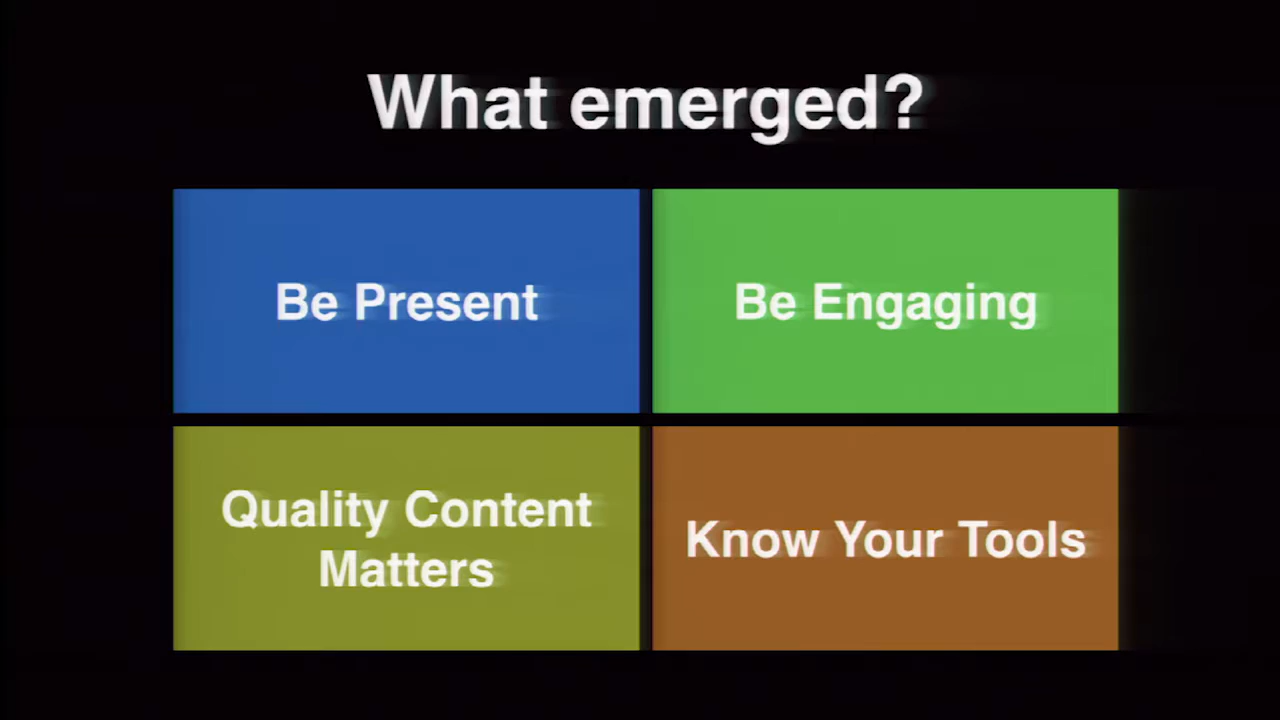 What emerged?
Be Present
Be Engaging
Quality Content
Matters
Know Your Tools